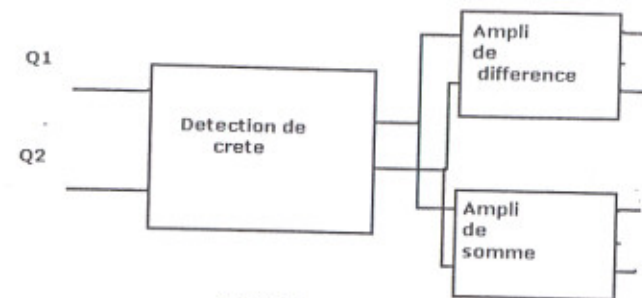 Q1
Q2
Detection de
crete
Ampli
de
difference
Ampli
de
somme